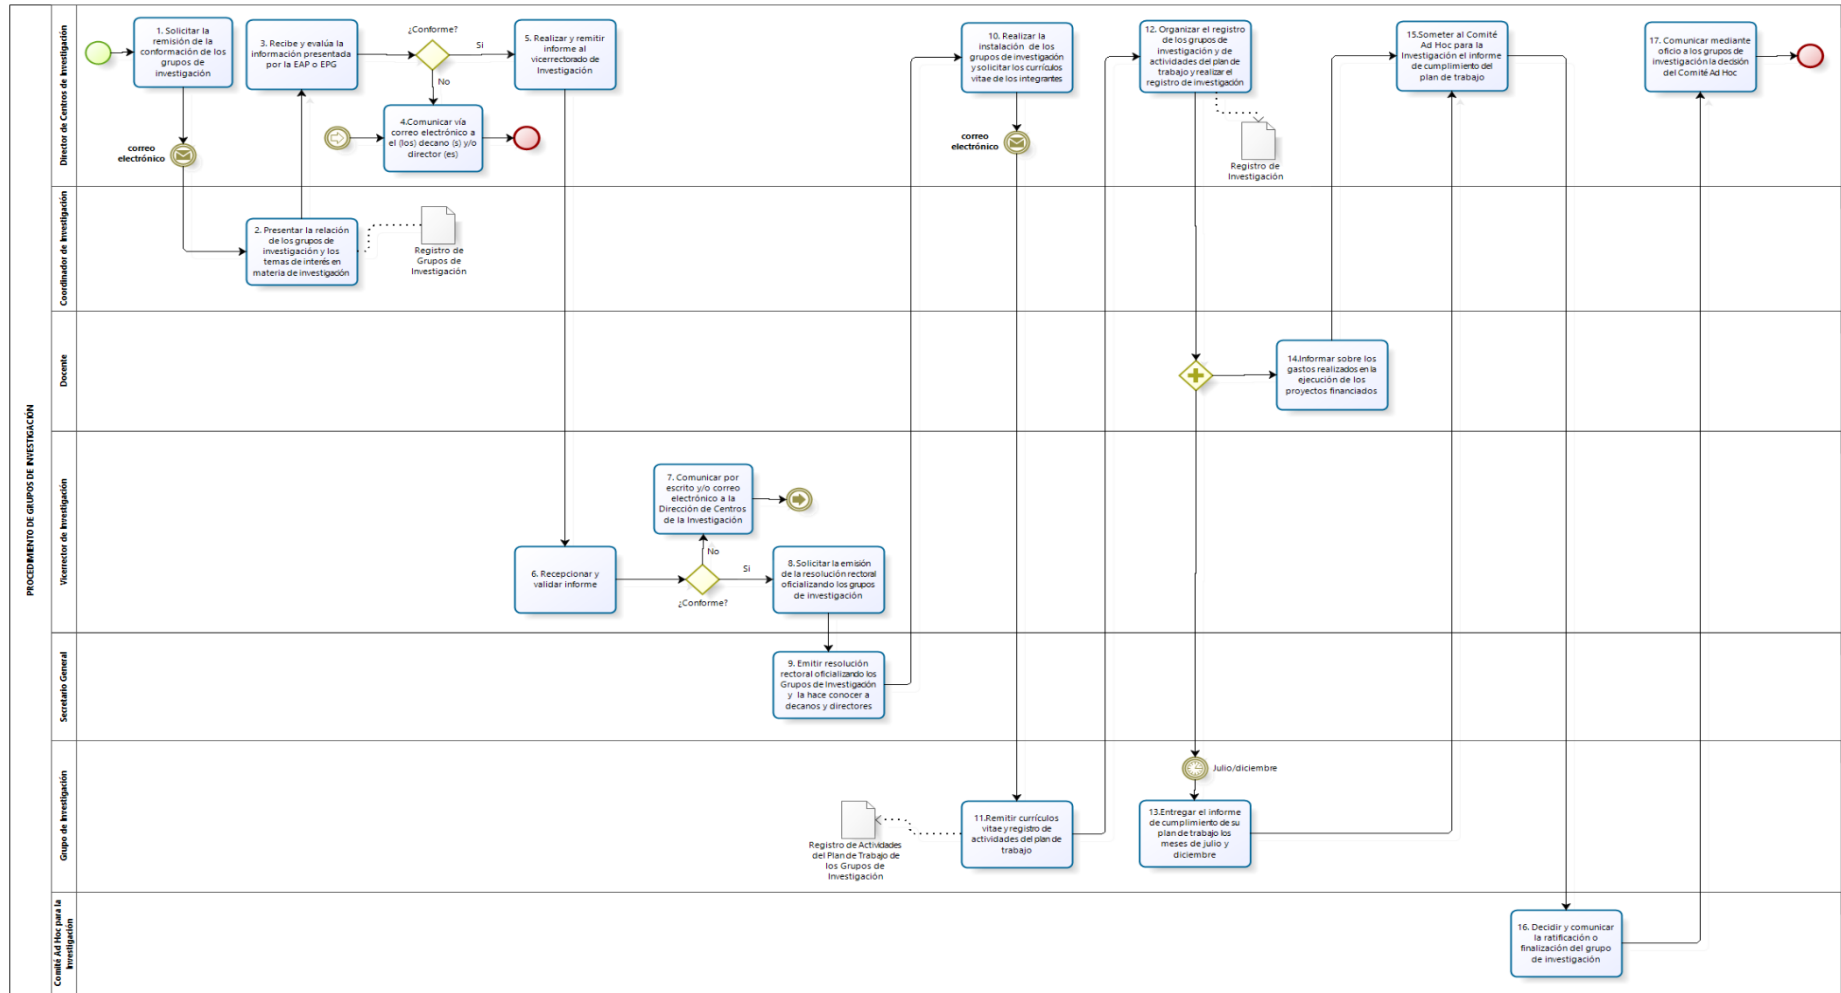 PROCEDIMIENTO DE GRUPOS DE INVESTIGACIÓN
Director de Centros de Investigación
1. Solicitar la
remisión de la
conformación de los
grupos de
investigación
correo
electrónico
3. Recibe y evalúa la
información presentada
por la EAP o EPG
¿Conforme?
Si
No
4.Comunicar vía
correo electrónico a
el (los) decano (s) y/o
director (es)
5. Realizar y remitir
informe al
vicerrectorado de
Investigación
10. Realizar la
instalación de los
grupos de investigación
y solicitar los currículos
vitae de los integrantes
correo
electrónico
12. Organizar el registro
de los grupos de
investigación y de
actividades del plan de
trabajo y realizar el
registro de investigación
Registro de
Investigación
15.Someter al Comité
Ad Hoc para la
Investigación el informe
de cumplimiento del
plan de trabajo
17. Comunicar mediante
oficio a los grupos de
investigación la decisión
del Comité Ad Hoc
Coordinador de Investigación
2. Presentar la relación
de los grupos de
investigación y los
temas de interés en
materia de investigación
Registro de
Grupos de
Investigación
Docente
14.Informar sobre los
gastos realizados en la
ejecución de los
proyectos financiados
Vicerrector de Investigación
6. Recepcionar y
validar informe
7. Comunicar por
escrito y/o correo
electrónico a la
Dirección de Centros
de la Investigación
No
Si
¿Conforme?
8.Solicitar la emisión
de la resolución rectoral
oficializando los grupos
de investigación
Secretario General
9. Emitir resolución
rectoral oficializando los
Grupos de Investigación
y la hace conocer a
decanos y directores
Grupo de Investigación
Registro de Actividades
del Plan de Trabajo de
los Grupos de
Investigación
11.Remitir currículos
vitae y registro de
actividades del plan de
trabajo
Julio/diciembre
13.Entregar el informe
de cumplimiento de su
plan de trabajo los
meses de julio y
diciembre
Comité Ad Hoc para la
Investigación
16. Decidir y comunicar
la ratificación o
finalización del grupo
de investigación